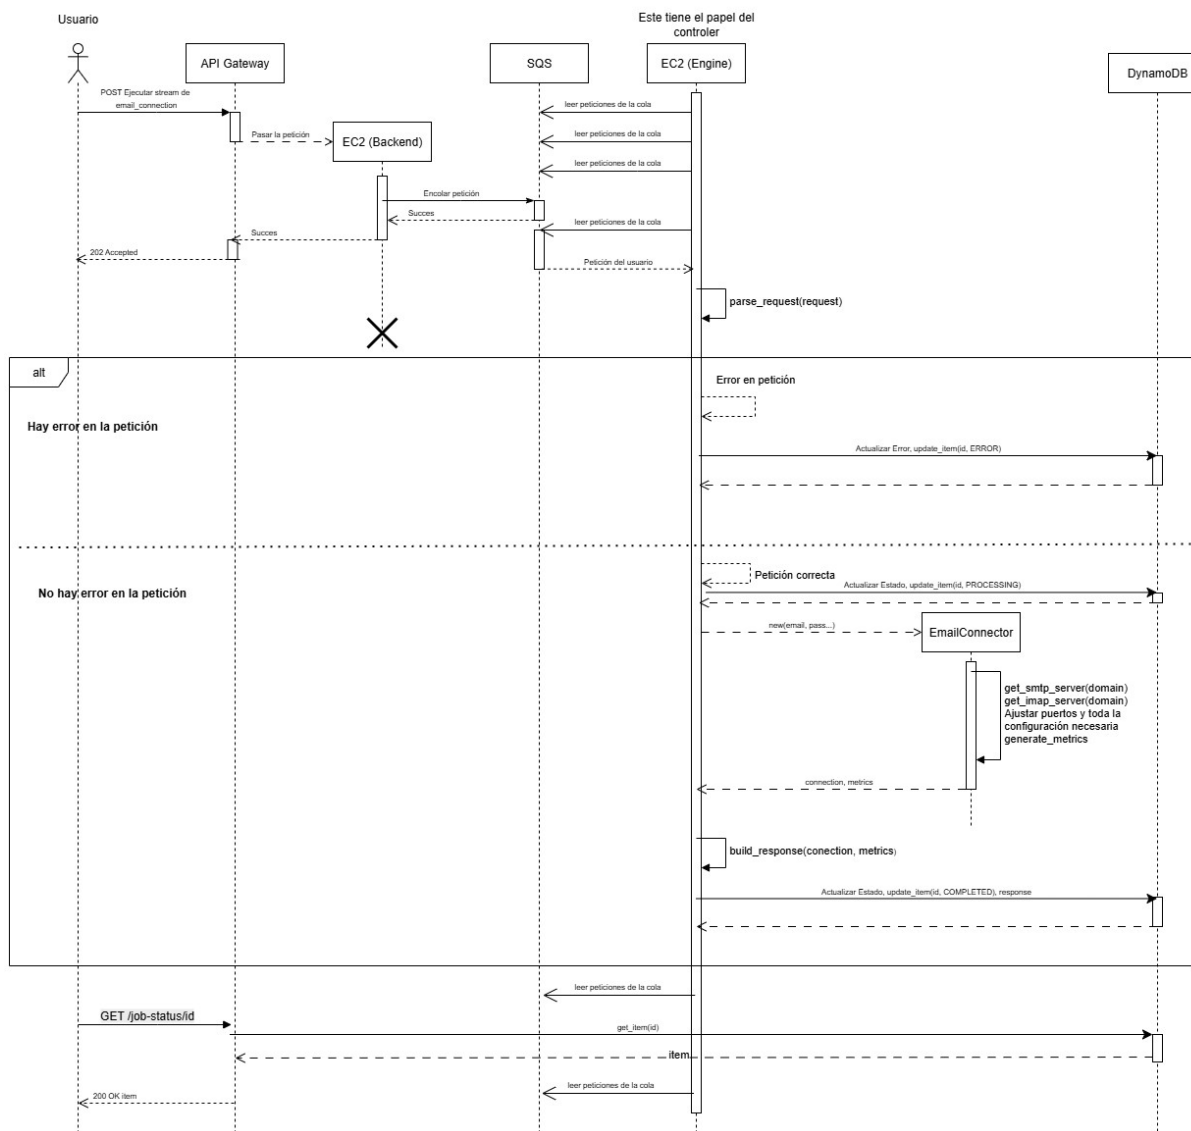 Usuario
Este tiene el papel del
controler
API Gateway
SQS
EC2 (Engine)
DynamoDB
POST Ejecutar stream de
email_connection
leer peticiones de la cola
Pasar la petición
EC2 (Backend)
leer peticiones de la cola
leer peticiones de la cola
Encolar petición
Succes
leer peticiones de la cola
Succes
202 Accepted
Petición del usuario
parse_request(request)
alt
Error en petición
Hay error en la petición
Actualizar Error, update_item(id, ERROR)
Petición correcta
No hay error en la petición
Actualizar Estado, update_item(id, PROCESSING)
new(email, pass...)
EmailConnector
get_smtp_server(domain)
get_imap_server(domain)
Ajustar puertos y toda la
configuración necesaria
generate_metrics
connection, metrics
build_response(conection, metrics)
Actualizar Estado, update_item(id, COMPLETED), response
leer peticiones de la cola
GET /job-status/id
get_item(id)
item
leer peticiones de la cola
200 OK item